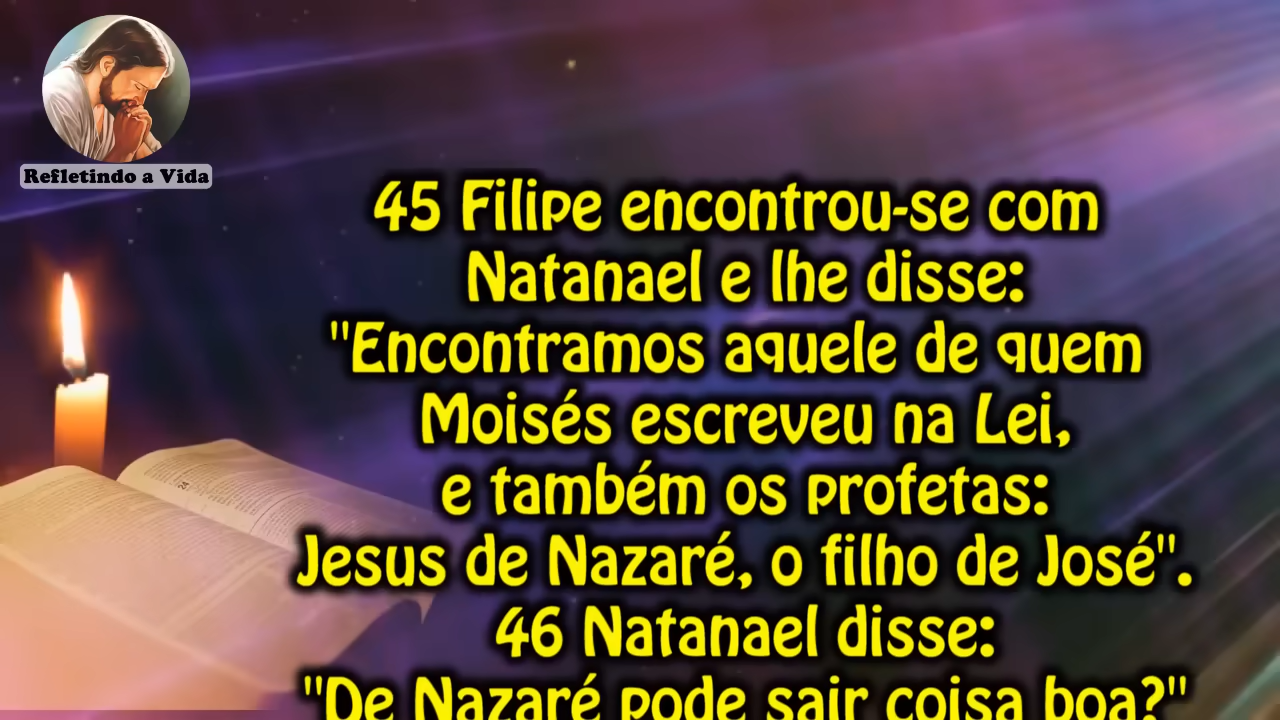 Refletindo a Vida
45 Filipe encontrou-se com
Natanael e lhe disse:
"Encontramos aquele de quem
Moisés escreveu na Lei,
e também os profetas:
Jesus de Nazaré, o filho de José".
46 Natanael disse:
"De Nazaré pode sair coisa boa?"